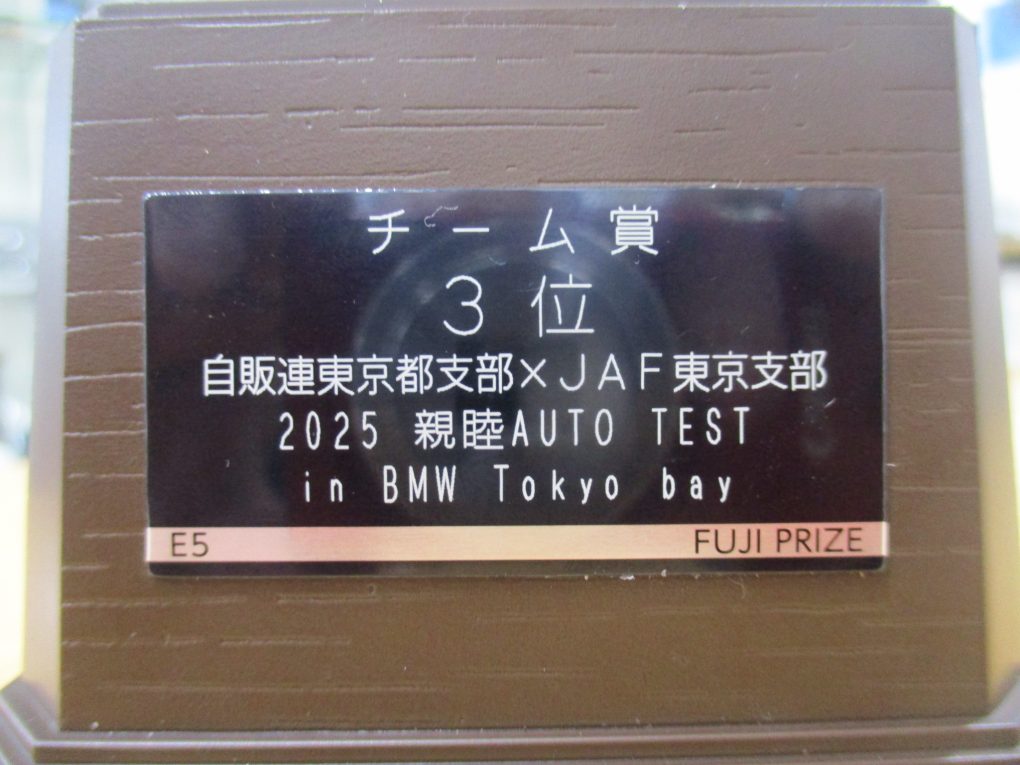 チーム賞
3位
自販連東京都支部×JAF東京支部
2025 親睦AUTO TEST
in BMW Tokyo bay
E5
FUJI PRIZE